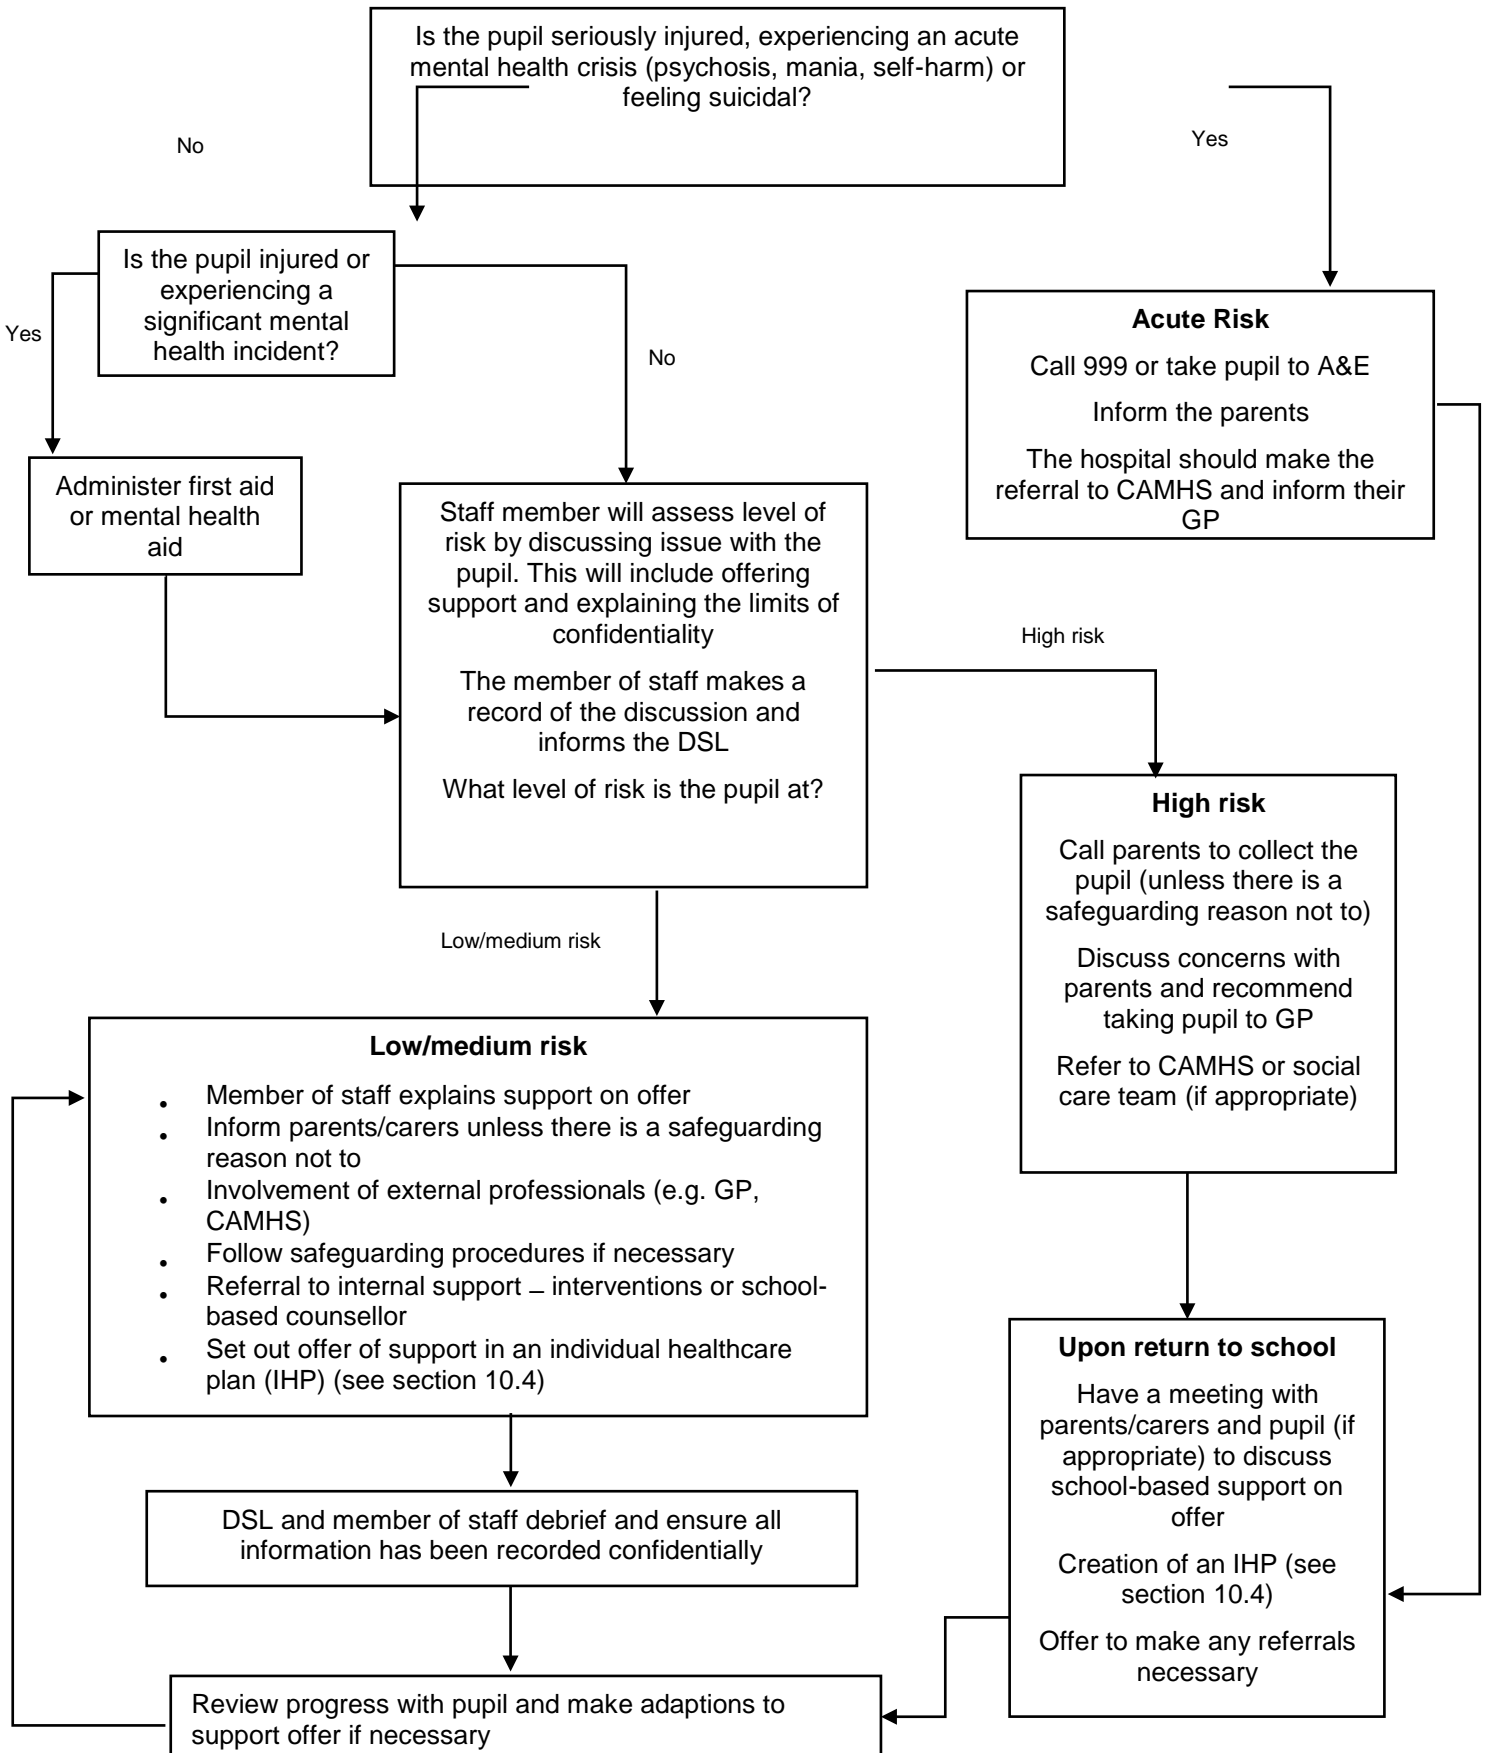 Is the pupil seriously injured, experiencing an acute
mental health crisis (psychosis, mania, self-harm) or
feeling suicidal?
No
Yes
Is the pupil injured or
experiencing a
significant mental
health incident?
Yes
No
Acute Risk
Call 999 or take pupil to A&E
Inform the parents
The hospital should make the
referral to CAMHS and inform their
GP
Administer first aid
or mental health
aid
Staff member will assess level of
risk by discussing issue with the
pupil. This will include offering
support and explaining the limits of
confidentiality
The member of staff makes a
record of the discussion and
informs the DSL
What level of risk is the pupil at?
High risk
High risk
Call parents to collect the
pupil (unless there is a
safeguarding reason not to)
Discuss concerns with
parents and recommend
taking pupil to GP
Refer to CAMHS or social
care team (if appropriate)
Low/medium risk
Low/medium risk
• Member of staff explains support on offer
• Inform parents/carers unless there is a safeguarding
reason not to
• Involvement of external professionals (e.g. GP,
CAMHS)
• Follow safeguarding procedures if necessary
• Referral to internal support – interventions or school-
based counsellor
• Set out offer of support in an individual healthcare
plan (IHP) (see section 10.4)
Upon return to school
Have a meeting with
parents/carers and pupil (if
appropriate) to discuss
school-based support on
offer
Creation of an IHP (see
section 10.4)
Offer to make any referrals
necessary
DSL and member of staff debrief and ensure all
information has been recorded confidentially
Review progress with pupil and make adaptions to
support offer if necessary